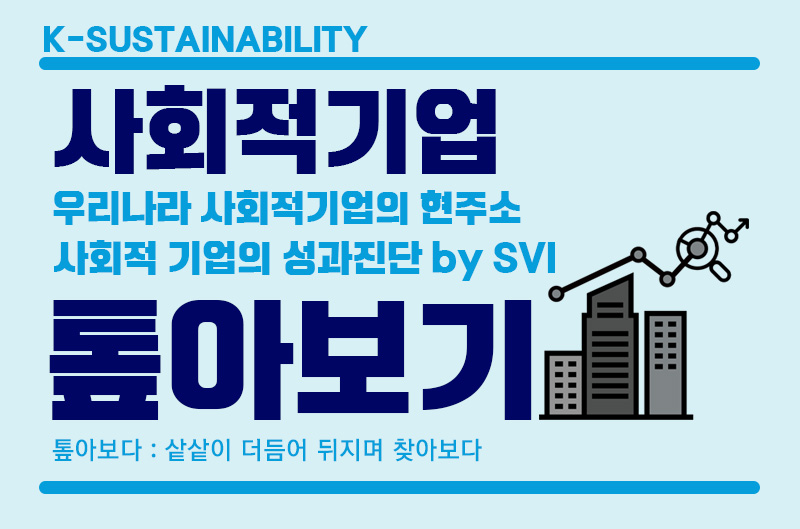 K-SUSTAINABILITY
사회적기업
우리나라 사회적기업의 현주소
사회적 기업의 성과진단 by SVI
톺아보기
톺아보다 : 샅샅이 더듬어 뒤지며 찾아보다